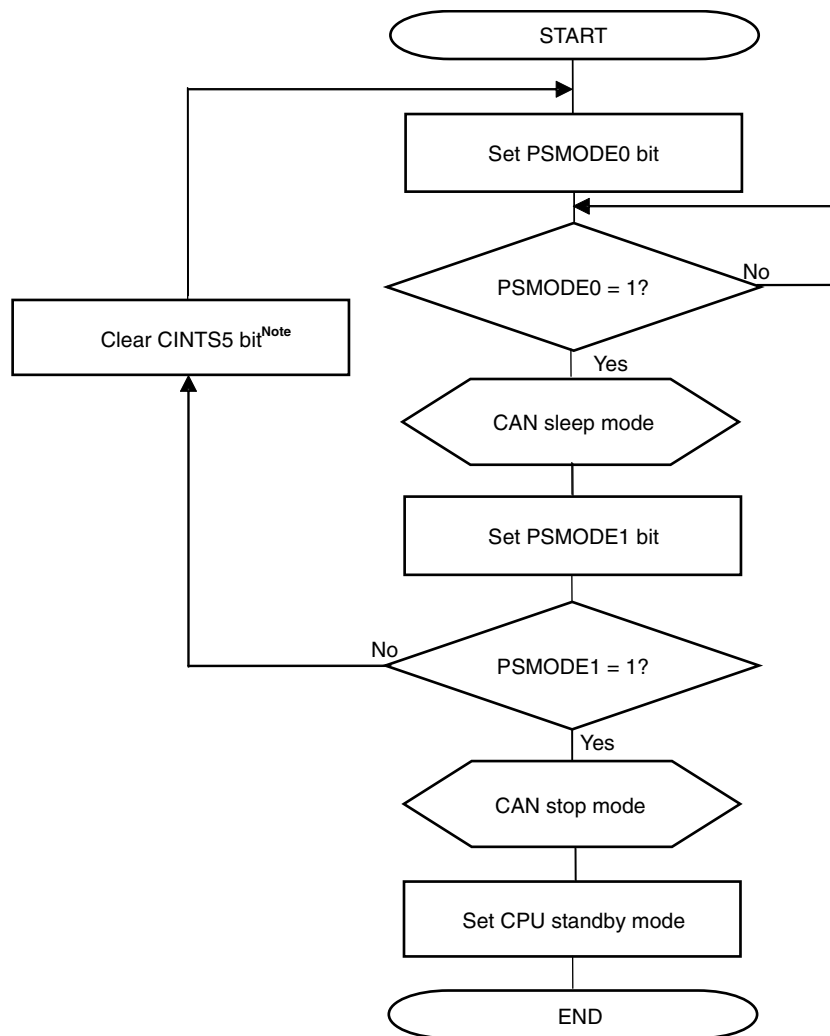 START
Set PSMODE0 bit
PSMODE0 = 1?
No
Yes
Clear CINTS5 bitNote
CAN sleep mode
Set PSMODE1 bit
No
PSMODE1 = 1?
Yes
CAN stop mode
Set CPU standby mode
END